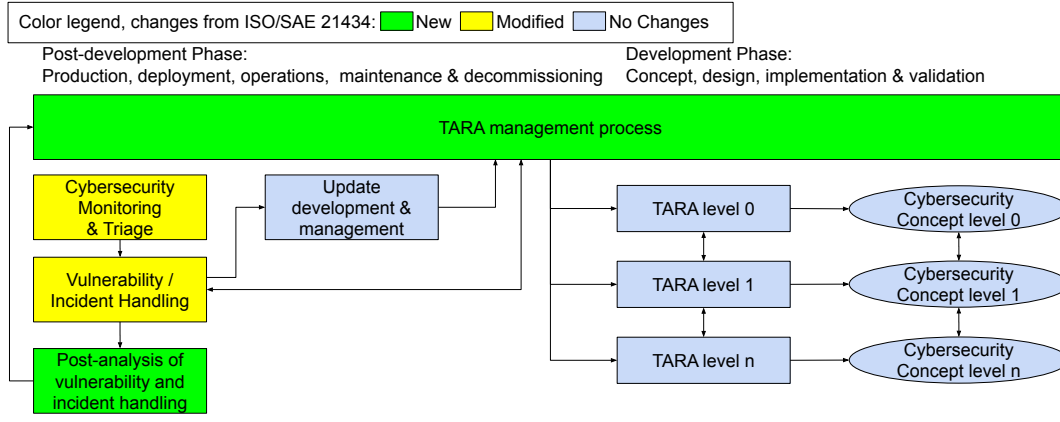 Color legend, changes from ISO/SAE 21434: New Modified No Changes
Post-development Phase:
Production, deployment, operations, maintenance & decommissioning
Development Phase:
Concept, design, implementation & validation
TARA management process
Cybersecurity
Monitoring
& Triage
Update
development &
management
Vulnerability /
Incident Handling
Post-analysis of
vulnerability and
incident handling
TARA level 0
Cybersecurity
Concept level 0
TARA level 1
Cybersecurity
Concept level 1
TARA level n
Cybersecurity
Concept level n